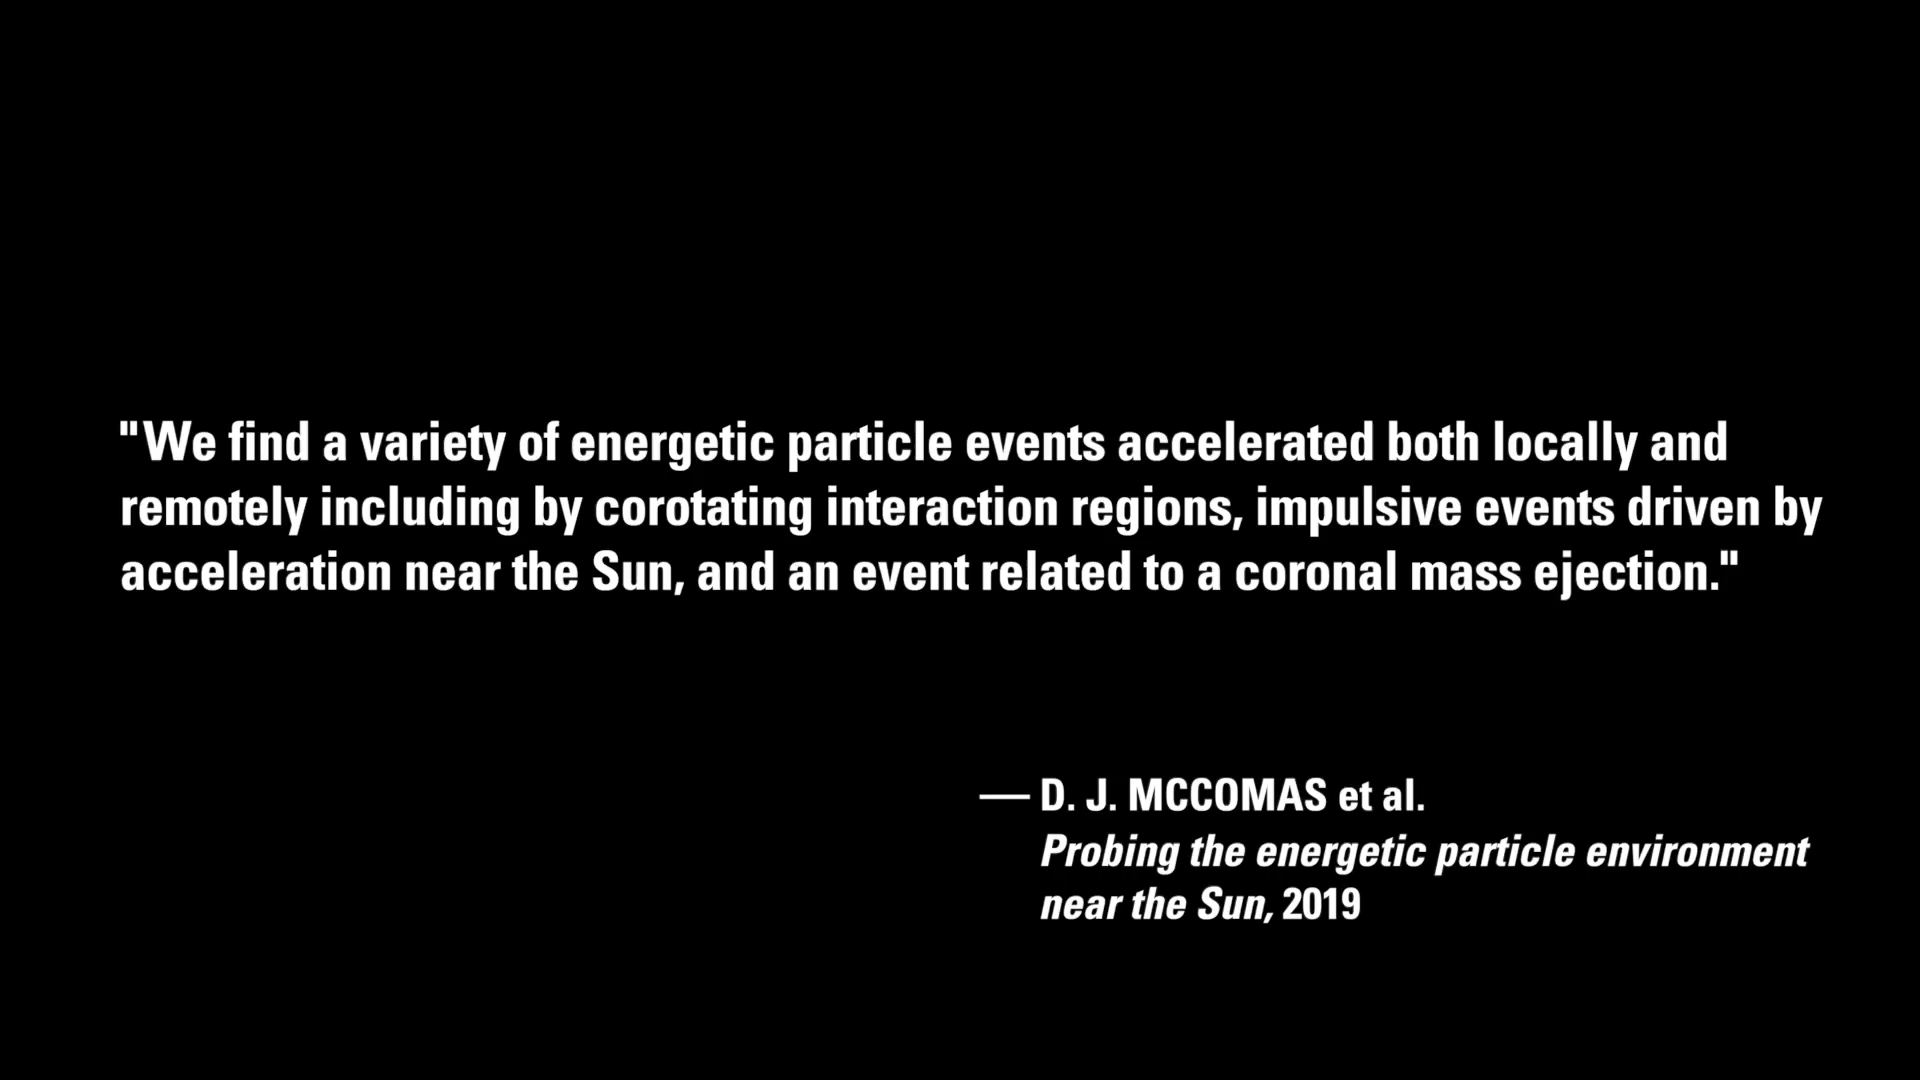 "We find a variety of energetic particle events accelerated both locally and
remotely including by corotating interaction regions, impulsive events driven by
acceleration near the Sun, and an event related to a coronal mass ejection."
— D. J. MCCOMAS et al.
Probing the energetic particle environment
near the Sun, 2019